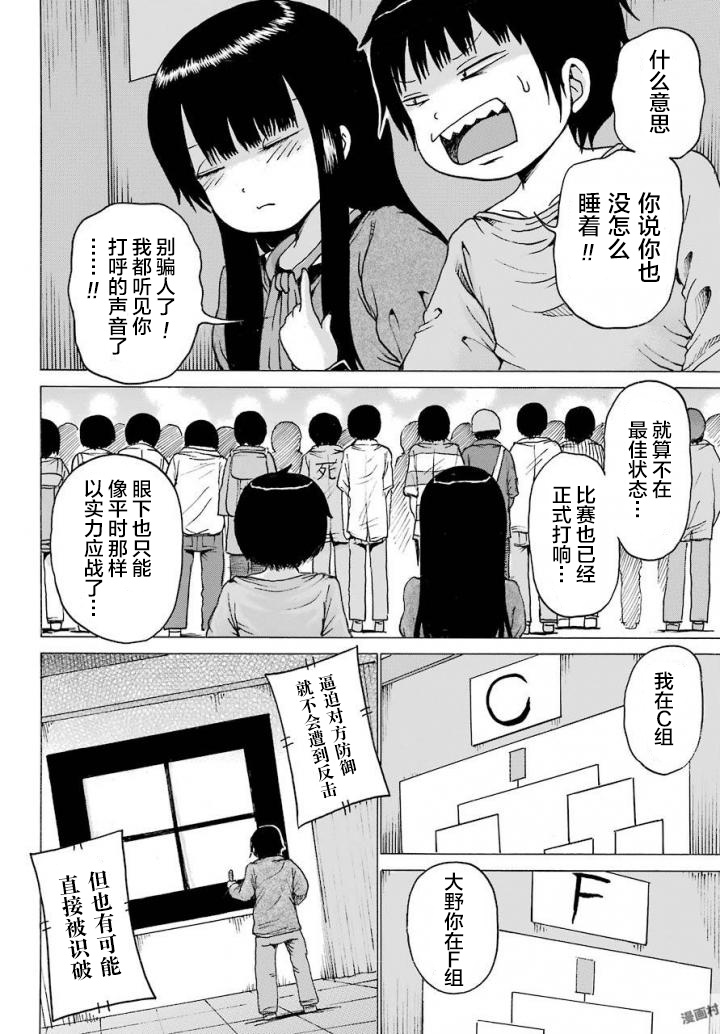 什么意思
你说你也
没怎么
睡着!!
别骗人了!
我都听见你
打呼的声音了
……!!
就算不在
最佳状态…
比赛也已经
正式打响…
死
眼下也只能
像平时那样
以实力应战了…
C
我在C组
F
大野你在F组
逼迫对方防御
就不会遭到反击
但也有可能
直接被识破
漫画村